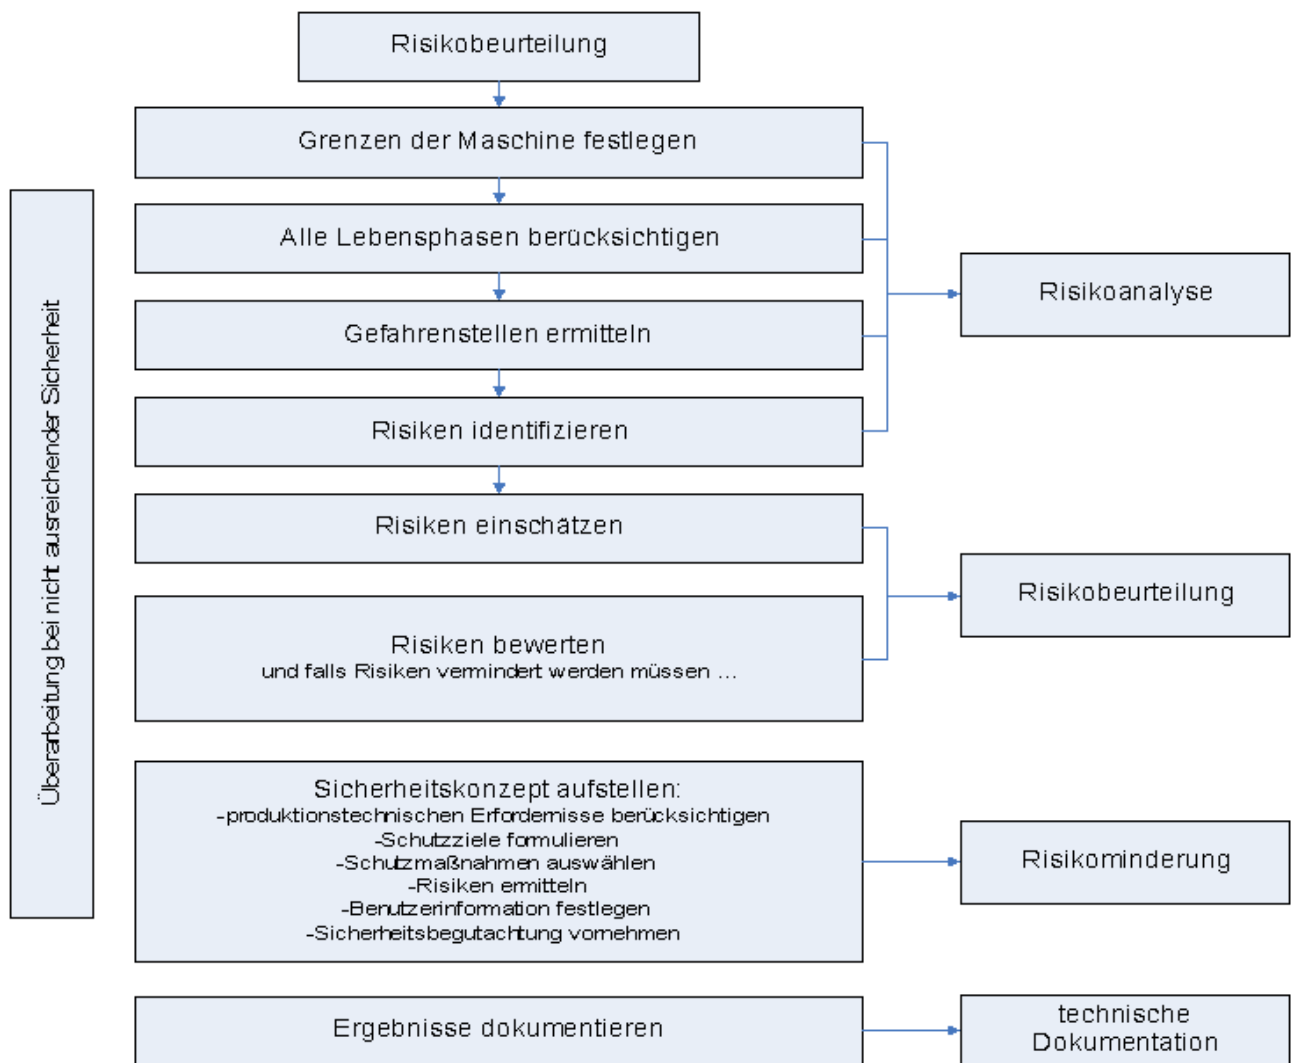 Risikobeurteilung
Grenzen der Maschine festlegen
Alle Lebensphasen berücksichtigen
Gefahrenstellen ermitteln
Risiken identifizieren
Risikoanalyse
Risiken einschätzen
Risiken bewerten
und falls Risiken vermindert werden müssen ...
Risikobeurteilung
Sicherheitskonzept aufstellen:
-produktionstechnischen Erfordernisse berücksichtigen
-Schutzziele formulieren
-Schutzmaßnahmen auswählen
-Risiken ermitteln
-Benutzerinformation festlegen
-Sicherheitsbegutachtung vornehmen
Risikominderung
Ergebnisse dokumentieren
technische
Dokumentation
Überarbeitung bei nicht ausreichender Sicherheit